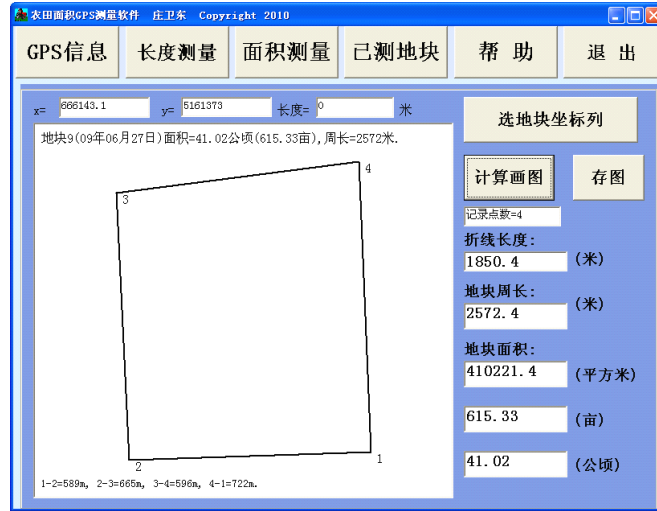 农田面积GPS测量软件 庄卫东 Copyright 2010
GPS信息 长度测量 面积测量 已测地块 帮 助 退 出
x= 666143.1 y= 5161373 长度= 0 米
选地块坐标列
地块9(09年06月27日)面积=41.02公顷(615.33亩),周长=2572米.
4
3
2
1
1-2=589m, 2-3=665m, 3-4=596m, 4-1=722m.
计算画图 存图
记录点数=4
折线长度:
1850.4 (米)
地块周长:
2572.4 (米)
地块面积:
410221.4 (平方米)
615.33 (亩)
41.02 (公顷)